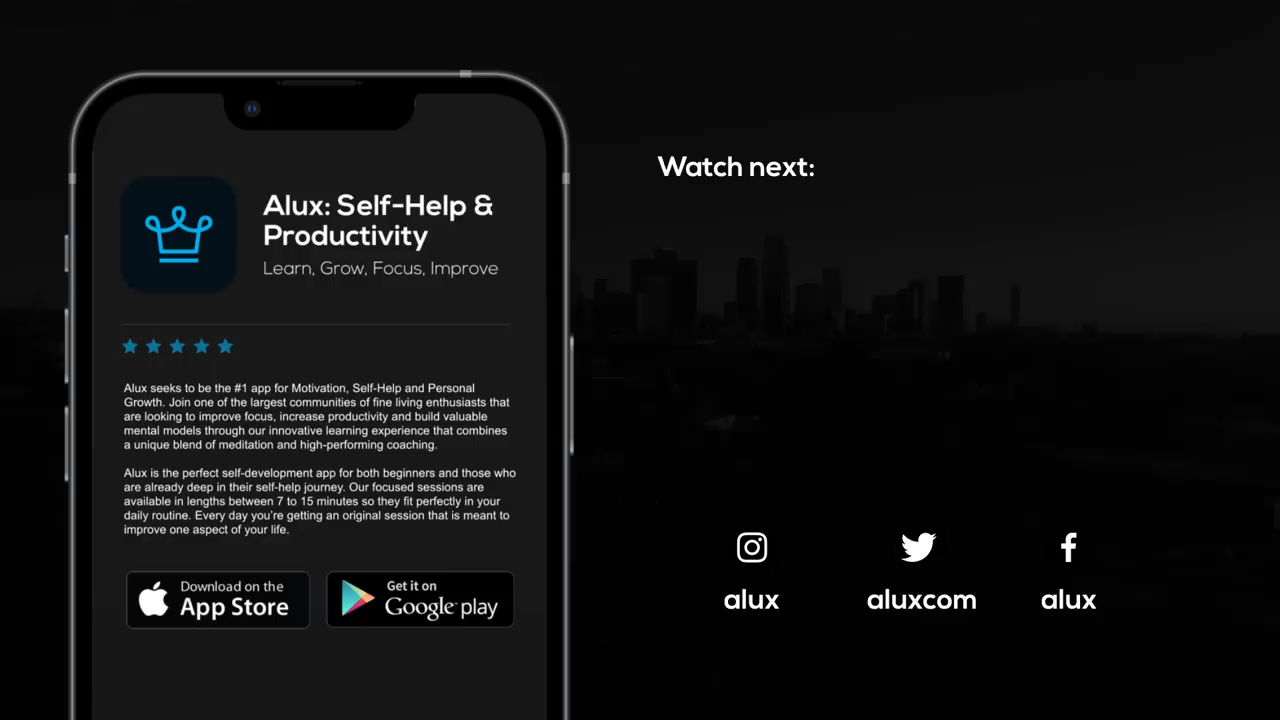 Alux: Self-Help &
Productivity
Learn, Grow, Focus, Improve
Alux seeks to be the #1 app for Motivation, Self-Help and Personal
Growth. Join one of the largest communities of fine living enthusiasts that
are looking to improve focus, increase productivity and build valuable
mental models through our innovative learning experience that combines
a unique blend of meditation and high-performing coaching.
Alux is the perfect self-development app for both beginners and those who
are already deep in their self-help journey. Our focused sessions are
available in lengths between 7 to 15 minutes so they fit perfectly in your
daily routine. Every day you're getting an original session that is meant to
improve one aspect of your life.
Download on the
App Store
Get it on
Google play
Watch next:
alux
aluxcom
alux